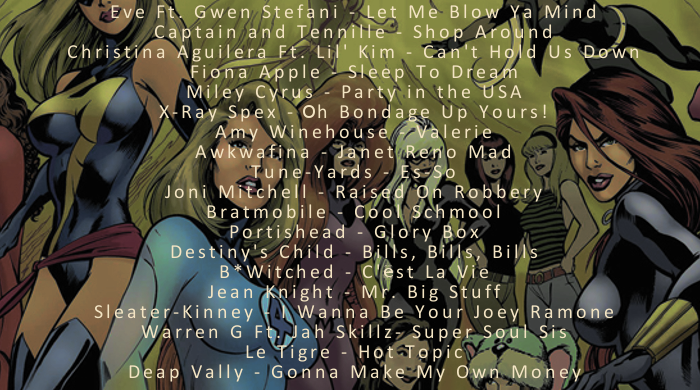 Eve Ft. Gwen Stefani - Let Me Blow Ya Mind
Captain and Tennille - Shop Around
Christina Aguilera Ft. Lil' Kim - Can't Hold Us Down
Fiona Apple - Sleep To Dream
Miley Cyrus - Party in the USA
X-Ray Spex - Oh Bondage Up Yours!
Amy Winehouse - Valerie
Awkwafina - Janet Reno Mad
Tune-Yards - Es-So
Joni Mitchell - Raised On Robbery
Bratmobile - Cool Schmool
Portishead - Glory Box
Destiny's Child - Bills, Bills, Bills
B*Witched - C'est La Vie
Jean Knight - Mr. Big Stuff
Sleater-Kinney - I Wanna Be Your Joey Ramone
Warren G Ft. Jah Skillz- Super Soul Sis
Le Tigre - Hot Topic
Deap Vally - Gonna Make My Own Money